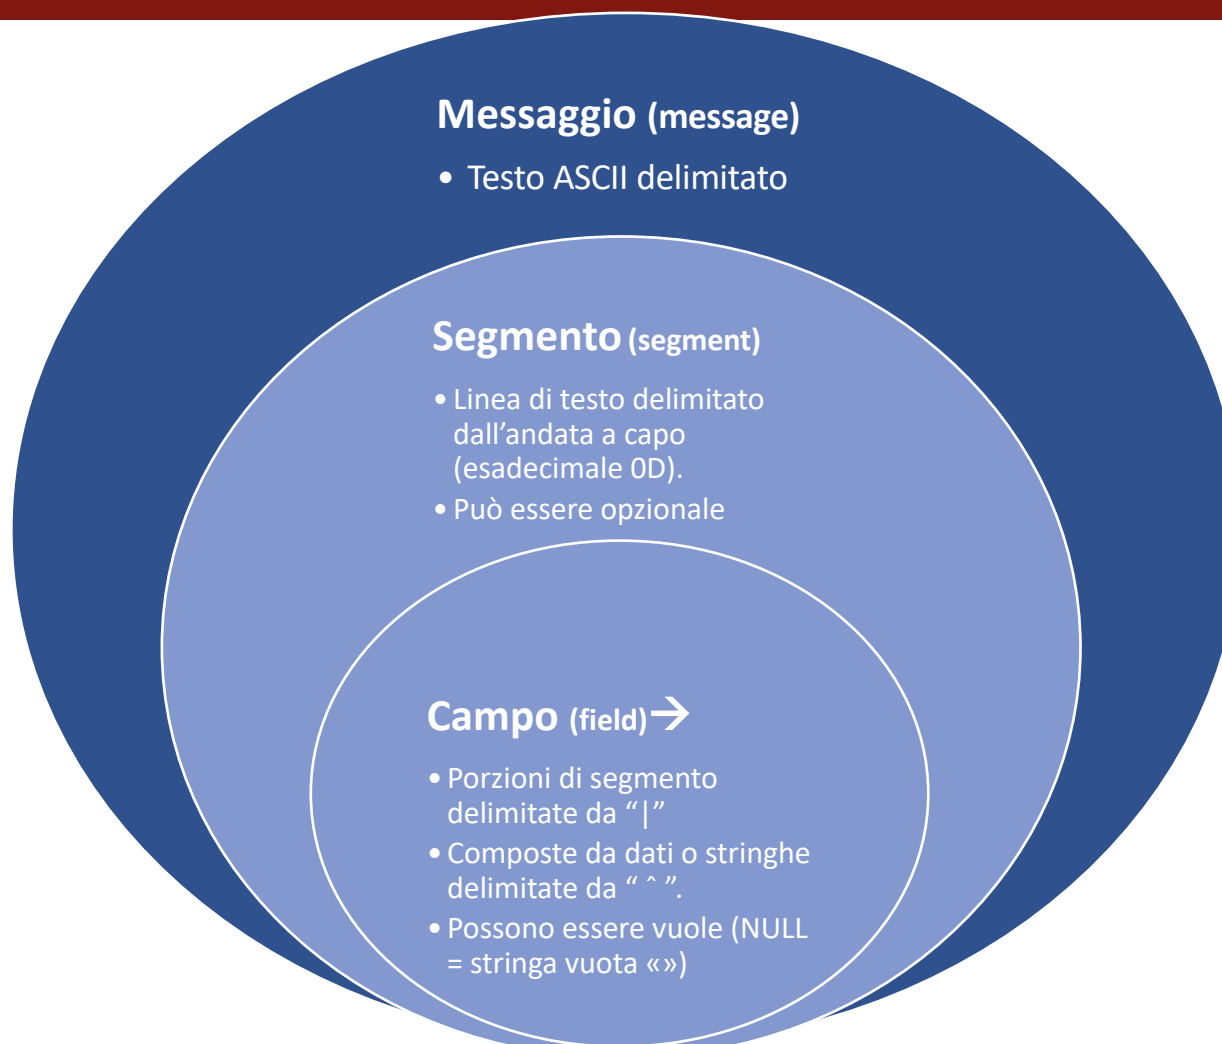 Messaggio (message)
• Testo ASCII delimitato
Segmento (segment)
• Linea di testo delimitato
dall’andata a capo
(esadecimale 0D).
• Può essere opzionale
Campo (field)→
• Porzioni di segmento
delimitate da “|”
• Composte da dati o stringhe
delimitate da “ ˆ ”.
• Possono essere vuole (NULL
= stringa vuota «»)